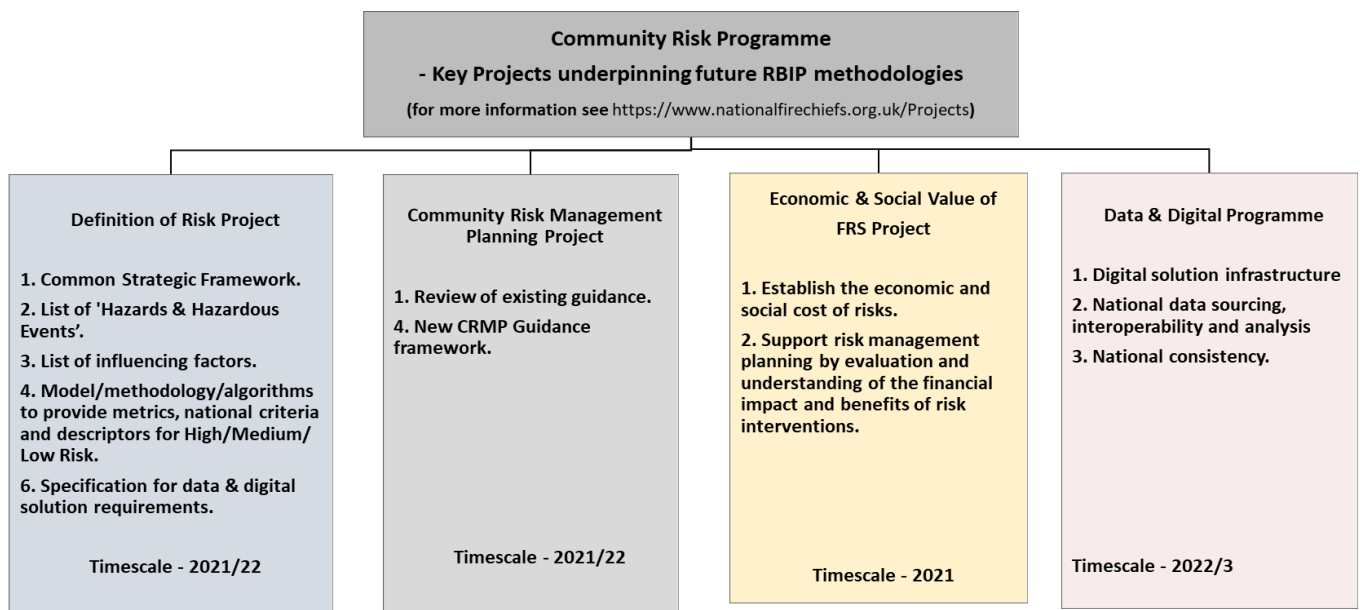 Community Risk Programme
- Key Projects underpinning future RBIP methodologies
(for more information see https://www.nationalfirechiefs.org.uk/Projects)
Definition of Risk Project
1. Common Strategic Framework.
2. List of 'Hazards & Hazardous
Events’.
3. List of influencing factors.
4. Model/methodology/algorithms
to provide metrics, national criteria
and descriptors for High/Medium/
Low Risk.
6. Specification for data & digital
solution requirements.
Timescale - 2021/22
Community Risk Management
Planning Project
1. Review of existing guidance.
4. New CRMP Guidance
framework.
Timescale - 2021/22
Economic & Social Value of
FRS Project
1. Establish the economic and
social cost of risks.
2. Support risk management
planning by evaluation and
understanding of the financial
impact and benefits of risk
interventions.
Timescale - 2021
Data & Digital Programme
1. Digital solution infrastructure
2. National data sourcing,
interoperability and analysis
3. National consistency.
Timescale - 2022/3